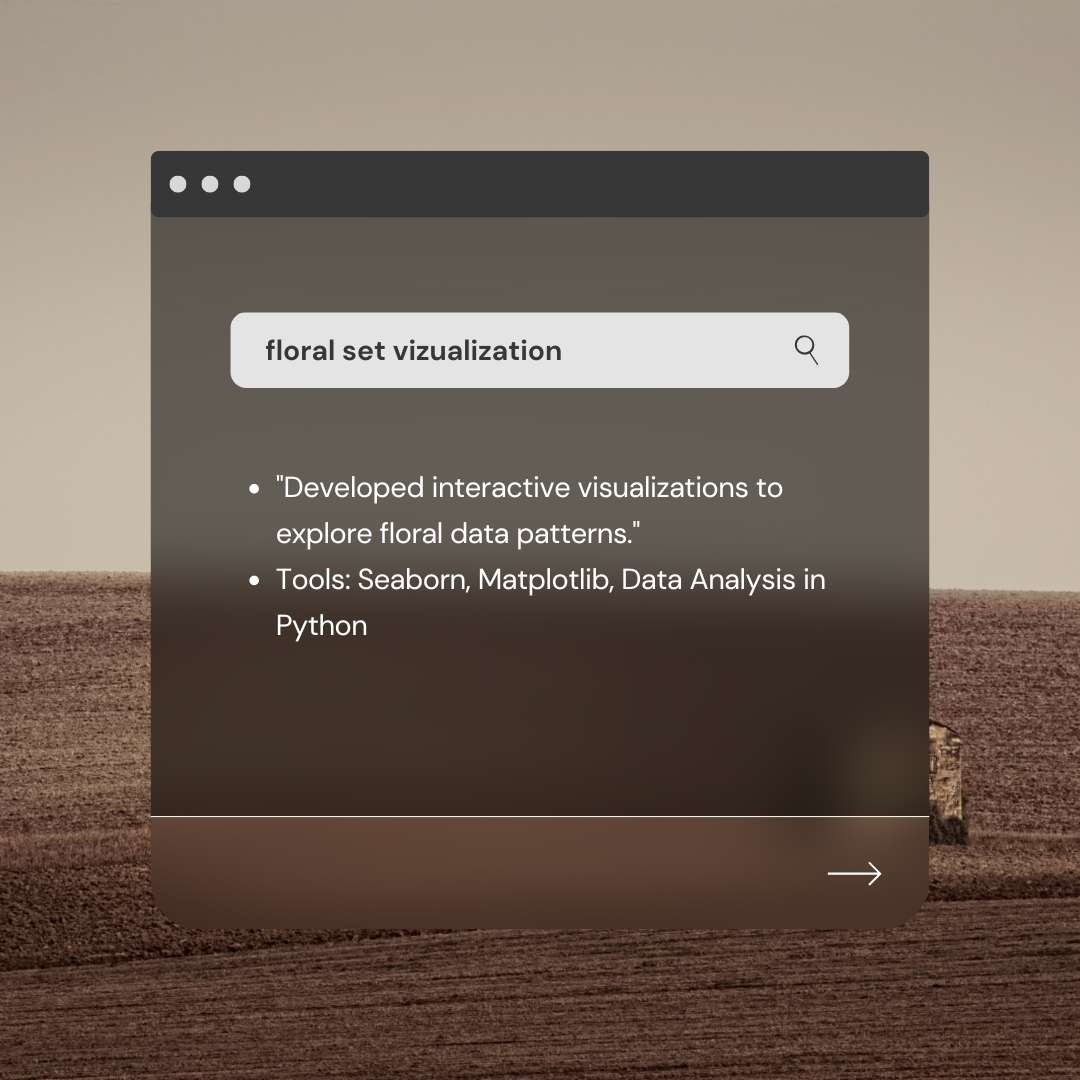 floral set vizualization
• "Developed interactive visualizations to
explore floral data patterns."
• Tools: Seaborn, Matplotlib, Data Analysis in
Python